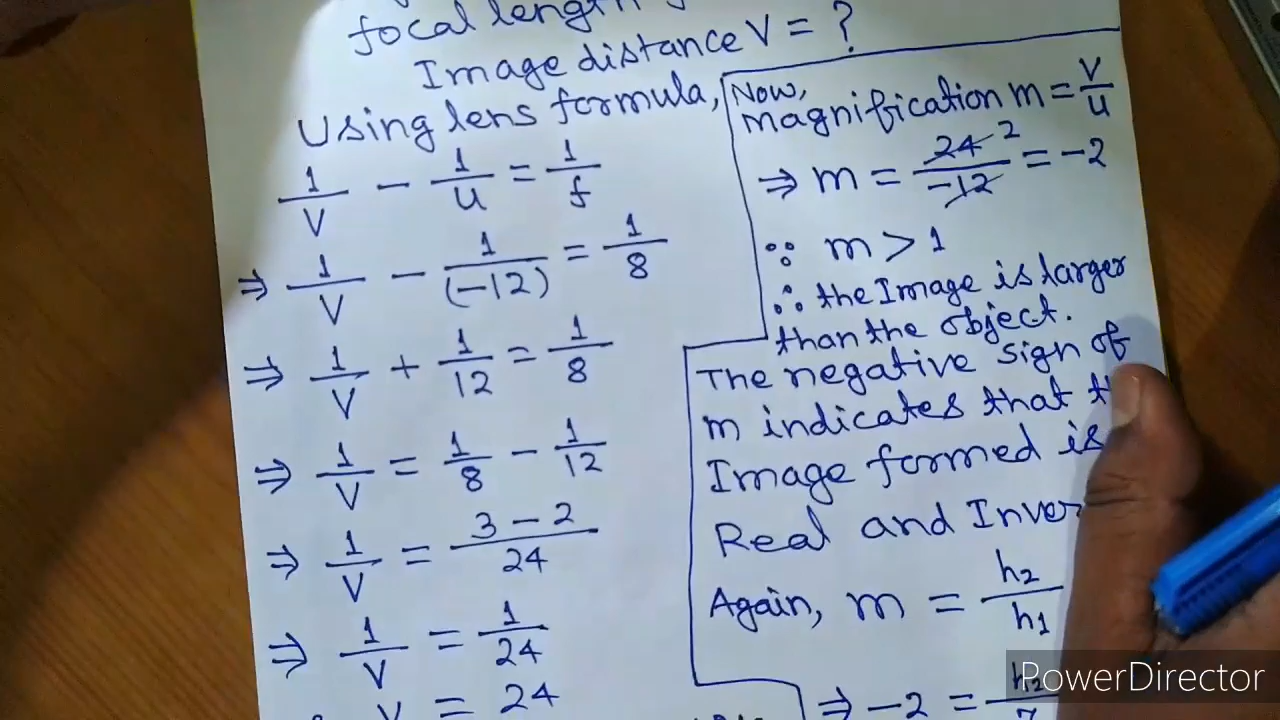 focal length
Image distance V = ?
Using lens formula,
1/V - 1/u = 1/f
⇒ 1/V - 1/(-12) = 1/8
⇒ 1/V + 1/12 = 1/8
⇒ 1/V = 1/8 - 1/12
⇒ 1/V = 3-2/24
⇒ 1/V = 1/24
V = 24
Now,
Magnification m = V/u
⇒ m = 24 2/-12 = -2
∵ m > 1
∴ the Image is larger
than the object.
The negative sign of
m indicates that
Image formed is
Real and Inver
Again, m = h2/h1
⇒ -2 = h2/7
PowerDirector